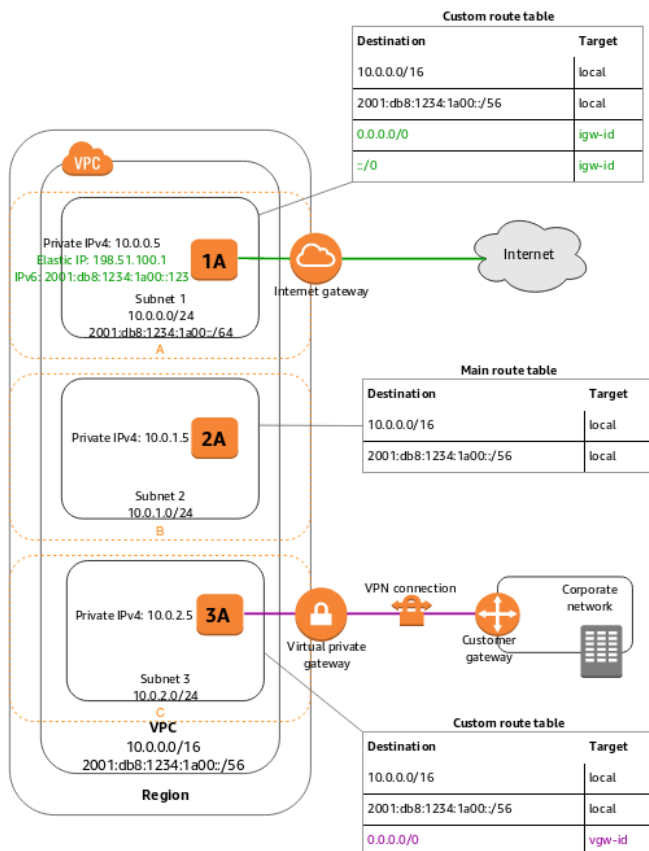 Custom route table
Destination Target
10.0.0.0/16 local
2001:db8:1234:1a00::/56 local
0.0.0.0/0 igw-id
::/0 igw-id
VPC
Private IPv4: 10.0.0.5
Elastic IP: 198.51.100.1
IPv6: 2001:db8:1234:1a00::123
1A
Subnet 1
10.0.0.0/24
2001:db8:1234:1a00::/64
A
Internet gateway
Internet
Main route table
Destination Target
10.0.0.0/16 local
2001:db8:1234:1a00::/56 local
Private IPv4: 10.0.1.5
2A
Subnet 2
10.0.1.0/24
B
Private IPv4: 10.0.2.5
3A
Subnet 3
10.0.2.0/24
C
Virtual private
gateway
VPN connection
Customer
gateway
Corporate
network
VPC
10.0.0.0/16
2001:db8:1234:1a00::/56
Region
Custom route table
Destination Target
10.0.0.0/16 local
2001:db8:1234:1a00::/56 local
0.0.0.0/0 vgw-id